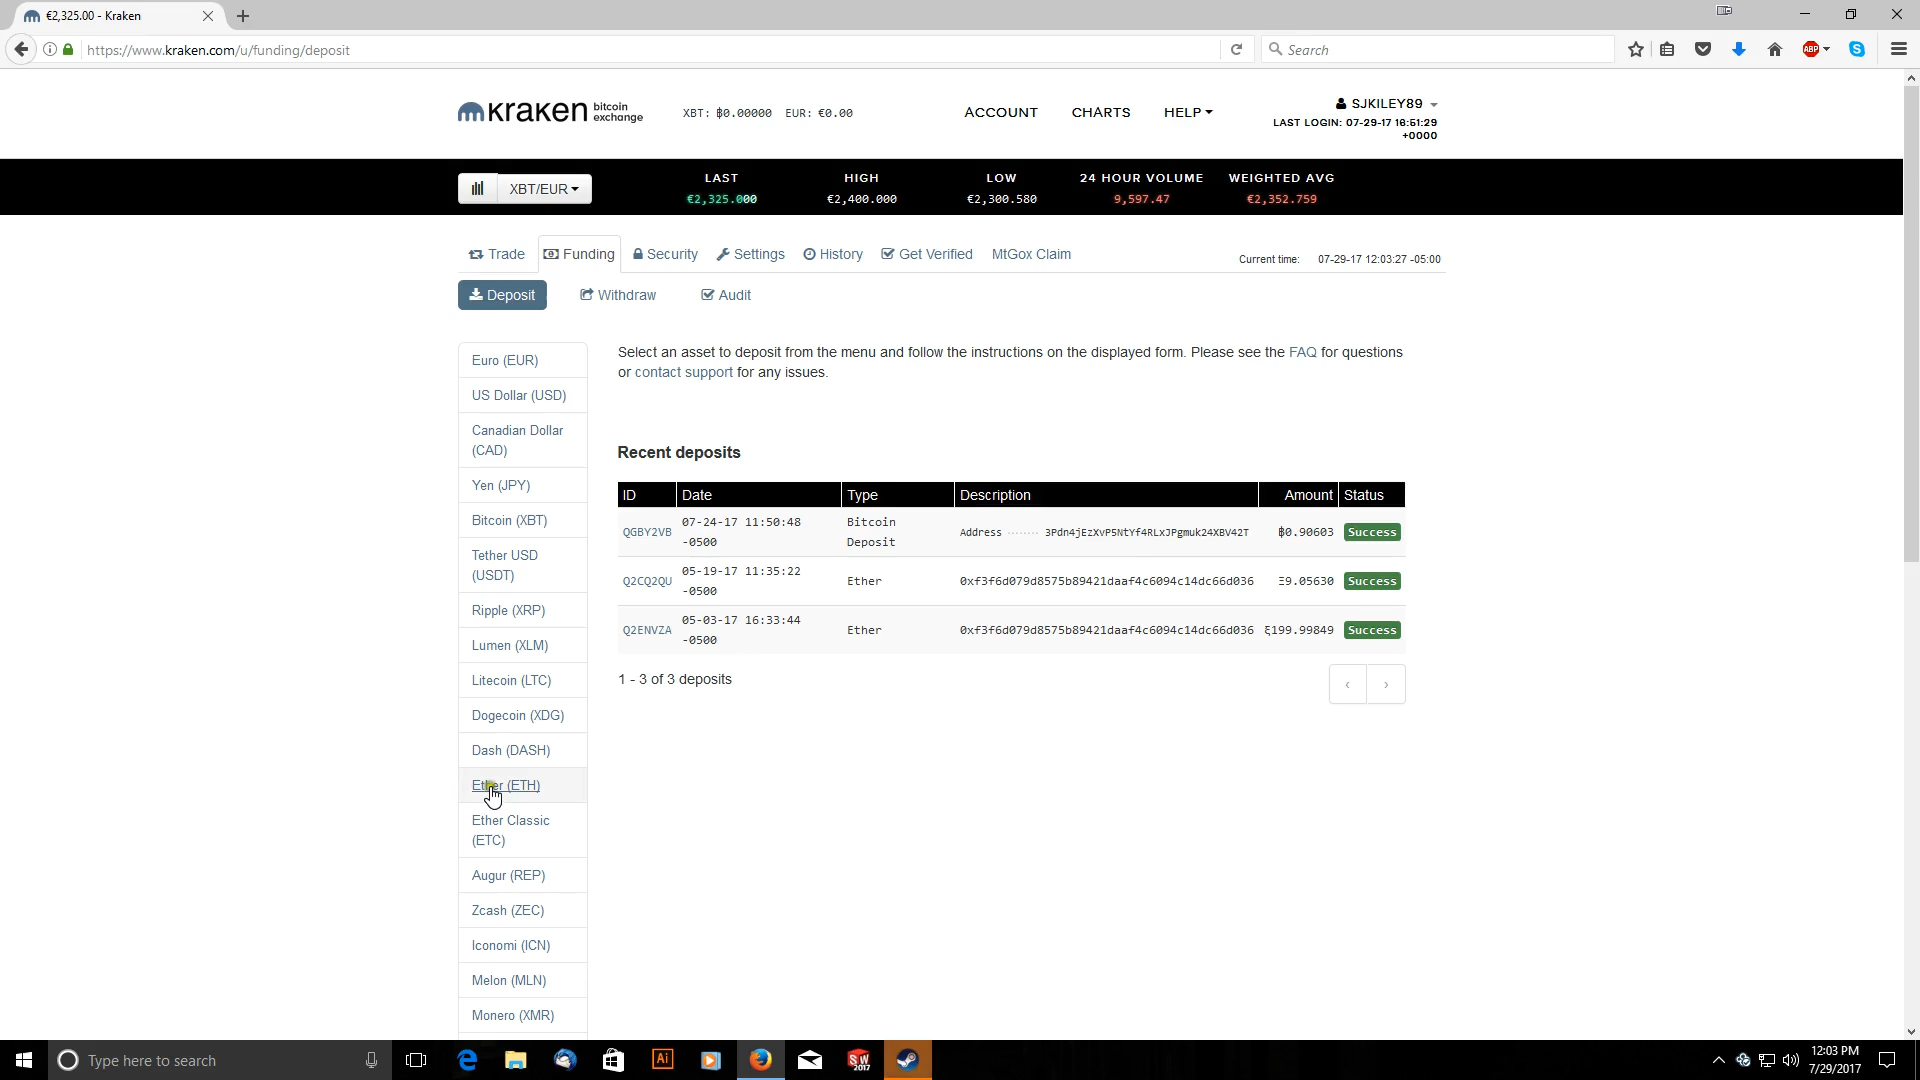 €2,325.00 - Kraken
https://www.kraken.com/u/funding/deposit
Search
ABP
kraken bitcoin exchange
XBT: ฿0.00000 EUR: €0.00
ACCOUNT
CHARTS
HELP
SJKILEY89
LAST LOGIN: 07-29-17 16:51:29
+0000
XBT/EUR
LAST
€2,325.000
HIGH
€2,400.000
LOW
€2,300.580
24 HOUR VOLUME
9,597.47
WEIGHTED AVG
€2,352.759
Trade
Funding
Security
Settings
History
Get Verified
MtGox Claim
Current time: 07-29-17 12:03:27 -05:00
Deposit
Withdraw
Audit
Euro (EUR)
US Dollar (USD)
Canadian Dollar
(CAD)
Yen (JPY)
Bitcoin (XBT)
Tether USD
(USDT)
Ripple (XRP)
Lumen (XLM)
Litecoin (LTC)
Dogecoin (XDG)
Dash (DASH)
Ether (ETH)
Ether Classic
(ETC)
Augur (REP)
Zcash (ZEC)
Iconomi (ICN)
Melon (MLN)
Monero (XMR)
Select an asset to deposit from the menu and follow the instructions on the displayed form. Please see the FAQ for questions
or contact support for any issues.
Recent deposits
ID Date Type Description Amount Status
QGBY2VB 07-24-17 11:50:48 -0500 Bitcoin Deposit Address ········ 3Pdn4jEzXvP5NtYf4RLxJPgmuk24XBV42T ฿0.90603 Success
Q2CQ2QU 05-19-17 11:35:22 -0500 Ether 0xf3f6d079d8575b89421daaf4c6094c14dc66d036 Ξ9.05630 Success
Q2ENVZA 05-03-17 16:33:44 -0500 Ether 0xf3f6d079d8575b89421daaf4c6094c14dc66d036 ξ199.99849 Success
1 - 3 of 3 deposits
‹ ›
Type here to search
Ai
SW
2017
12:03 PM
7/29/2017